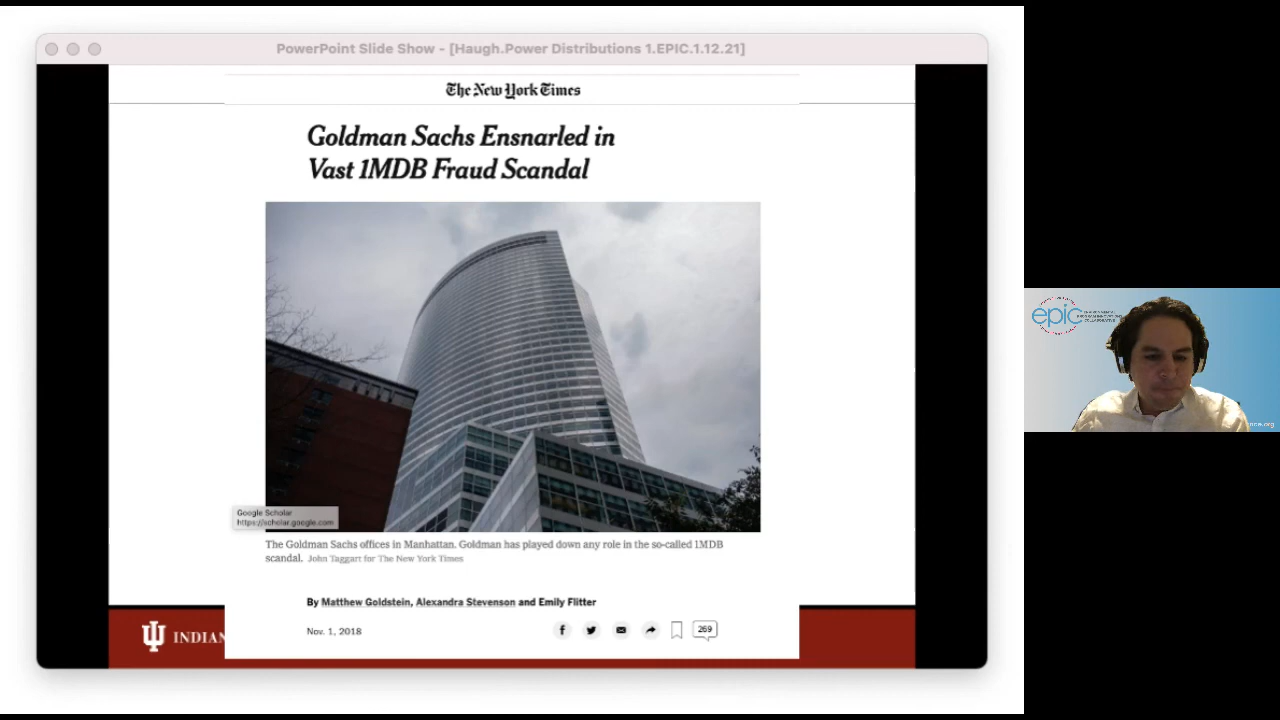 PowerPoint Slide Show - [Haugh.Power Distributions 1.EPIC.1.12.21]
The New York Times
Goldman Sachs Ensnarled in
Vast 1MDB Fraud Scandal
Google Scholar
https://scholar.google.com
The Goldman Sachs offices in Manhattan. Goldman has played down any role in the so-called 1MDB
scandal. John Taggart for The New York Times
By Matthew Goldstein, Alexandra Stevenson and Emily Flitter
Nov. 1, 2018
269
INDIAN
epic